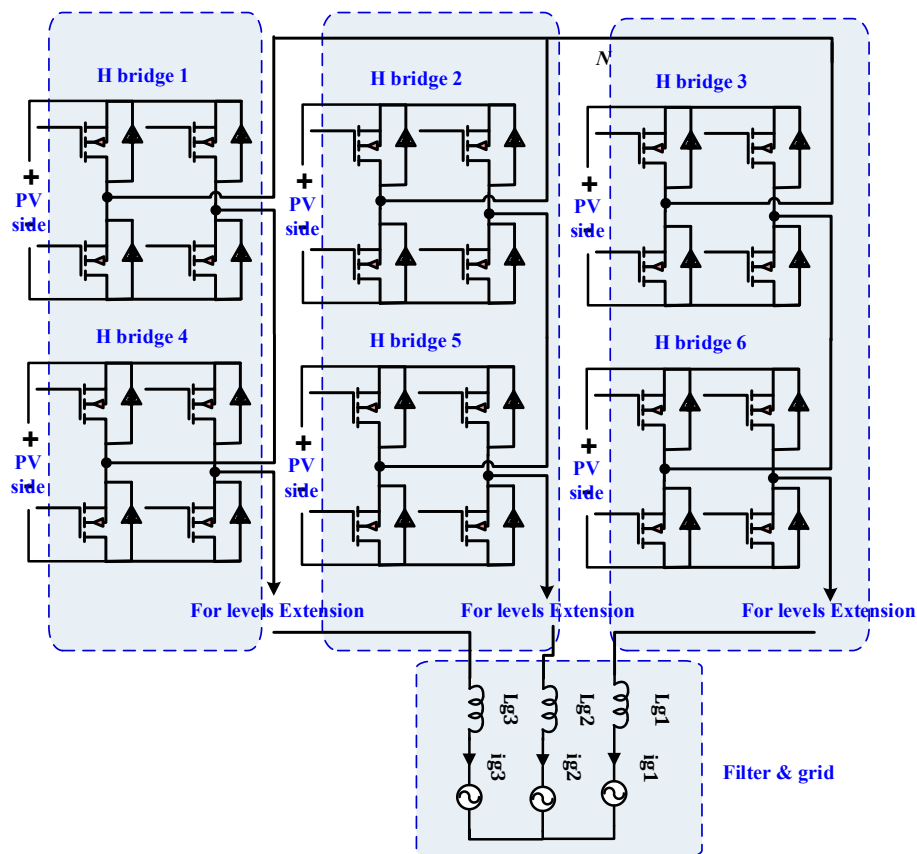 N
H bridge 1
H bridge 2
H bridge 3
+
PV
side
-
+
PV
side
-
+
PV
side
-
H bridge 4
H bridge 5
H bridge 6
+
PV
side
-
+
PV
side
-
+
PV
side
-
For levels Extension
For levels Extension
For levels Extension
Lg3
Lg2
Lg1
ig3
ig2
ig1
Filter & grid